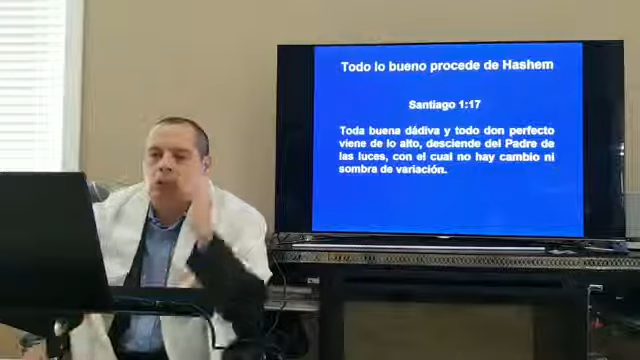 Todo lo bueno procede de Hashem
Santiago 1:17
Toda buena dádiva y todo don perfecto
viene de lo alto, desciende del Padre de
las luces, con el cual no hay cambio ni
sombra de variación.